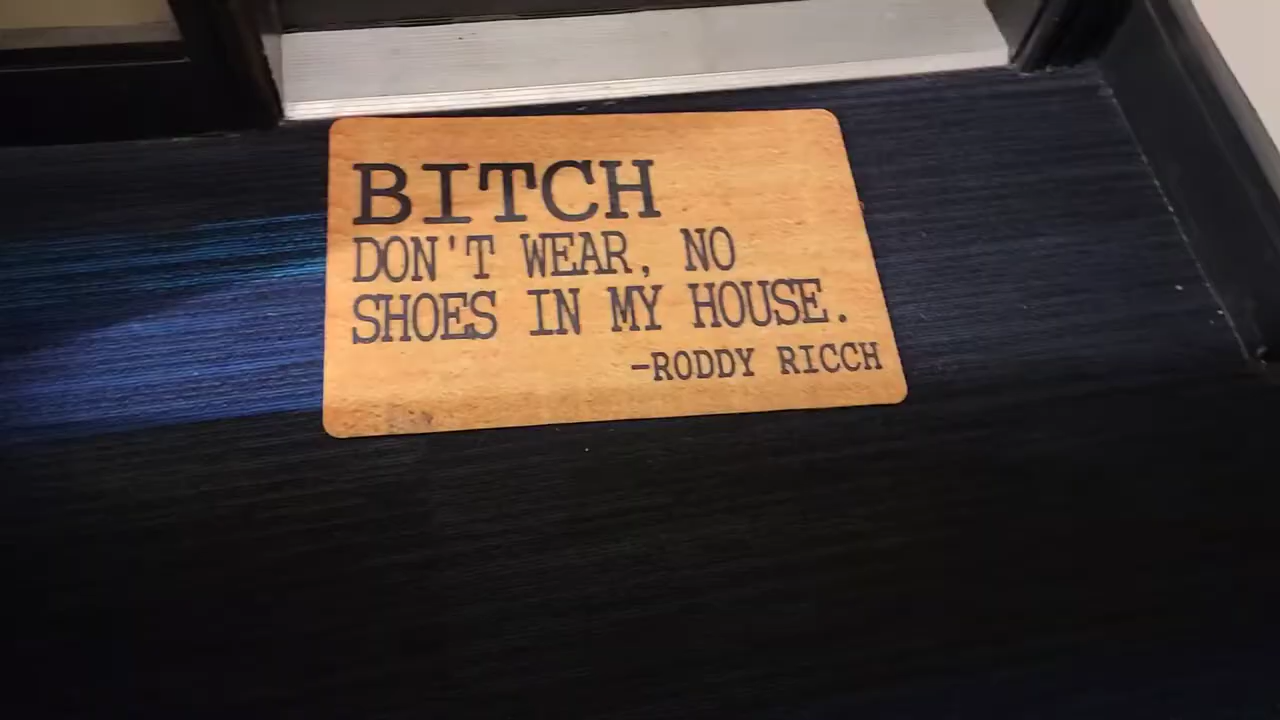 BITCH
DON'T WEAR, NO
SHOES IN MY HOUSE.
-RODDY RICCH